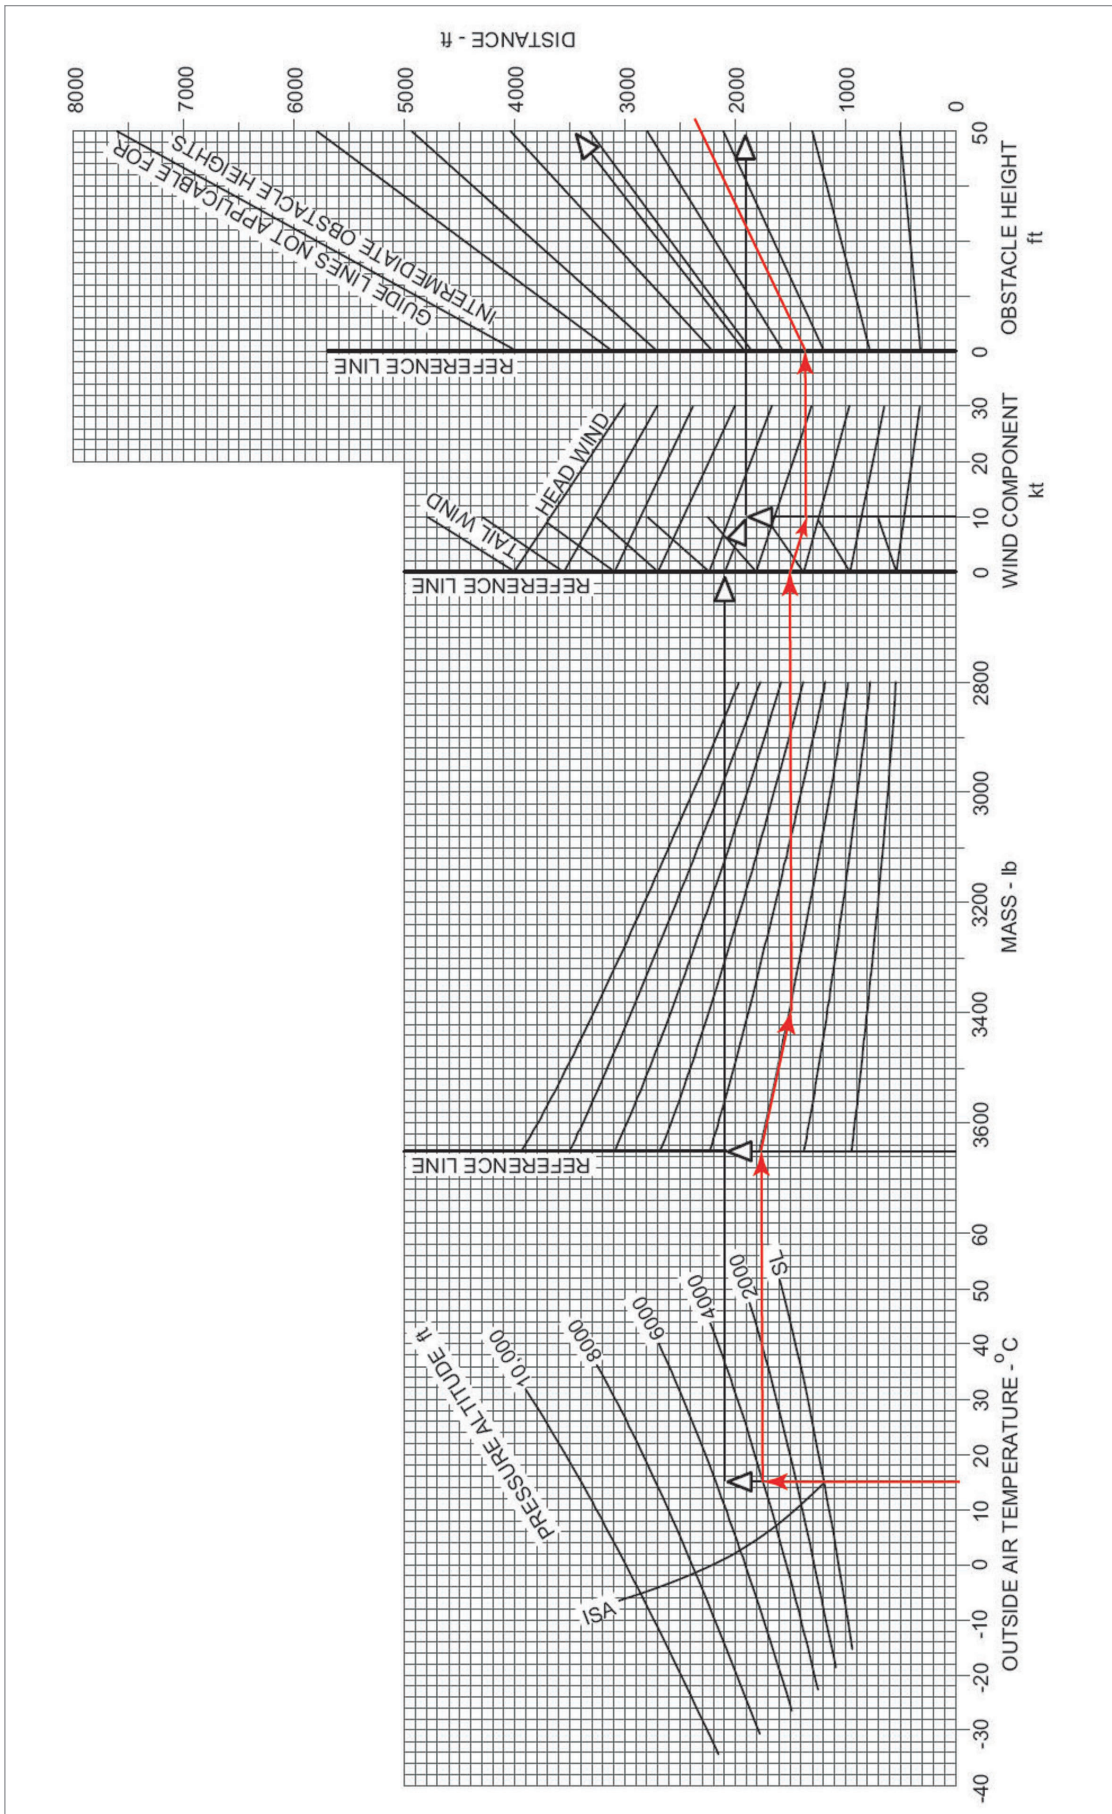 DISTANCE - ft
8000
7000
6000
5000
4000
3000
2000
1000
0
GUIDE LINES NOT APPLICABLE FOR
INTERMEDIATE OBSTACLE HEIGHTS
50
0
OBSTACLE HEIGHT
ft
REFERENCE LINE
30
20
10
0
WIND COMPONENT
kt
HEAD WIND
TAIL WIND
REFERENCE LINE
2800
3000
3200
3400
3600
MASS - lb
REFERENCE LINE
PRESSURE ALTITUDE ft
10,000
8000
6000
4000
2000
SL
ISA
60
50
40
30
20
10
0
-10
-20
-30
-40
OUTSIDE AIR TEMPERATURE - °C